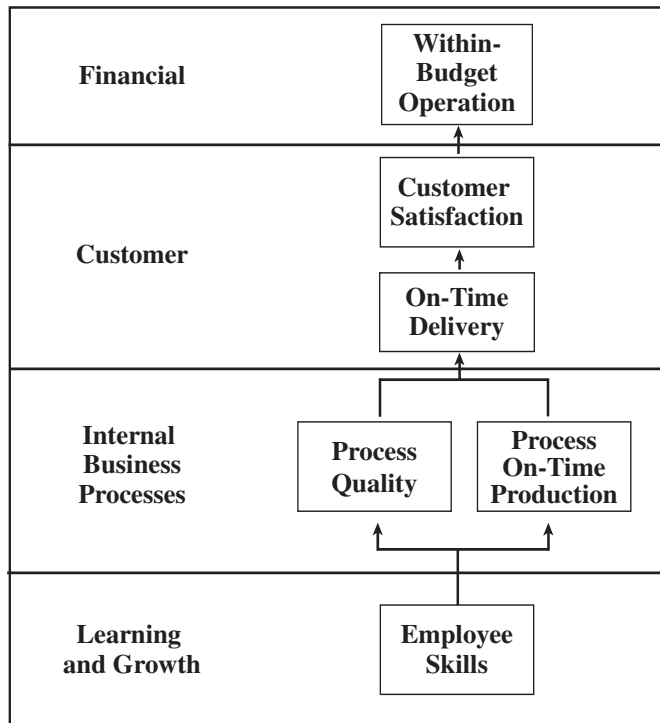 Financial
Within-
Budget
Operation
Customer
Customer
Satisfaction
On-Time
Delivery
Internal
Business
Processes
Process
Quality
Process
On-Time
Production
Learning
and Growth
Employee
Skills